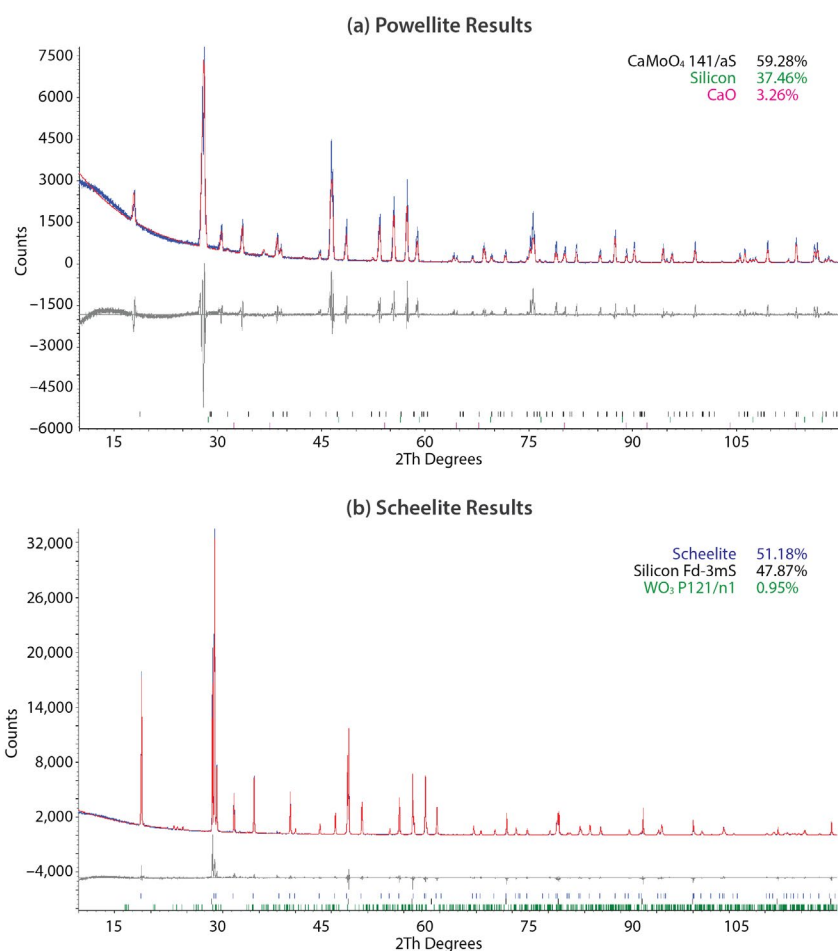 (a) Powellite Results
7500
6000
4500
3000
1500
0
−1500
−3000
−4500
−6000
Counts
CaMoO₄ 141/aS 59.28%
Silicon 37.46%
CaO 3.26%
15 30 45 60 75 90 105
2Th Degrees
(b) Scheelite Results
32,000
26,000
20,000
14,000
8,000
2,000
−4,000
Counts
Scheelite 51.18%
Silicon Fd-3mS 47.87%
WO₃ P121/n1 0.95%
15 30 45 60 75 90 105
2Th Degrees